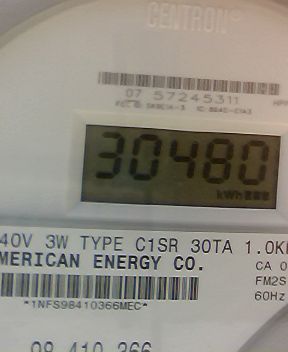 CENTRON®
07 57245311
30480
kWh
40V 3W TYPE C1SR 30TA 1.0K
MERICAN ENERGY CO.
CA 0
FM2S
60Hz
*1NFS98410366MEC*
98 410 366